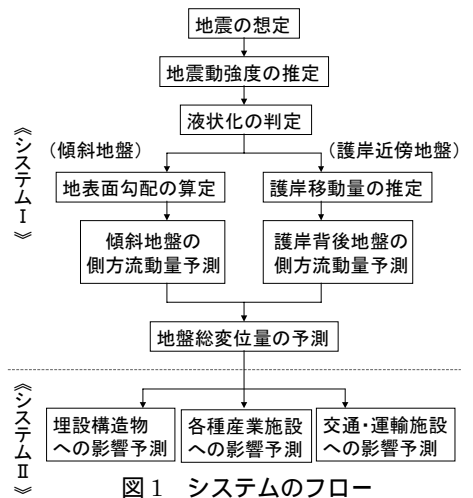 地震の想定
地震動強度の推定
液状化の判定
(傾斜地盤)
(護岸近傍地盤)
地表面勾配の算定
護岸移動量の推定
傾斜地盤の
側方流動量予測
護岸背後地盤の
側方流動量予測
地盤総変位量の予測
《システムⅠ》
埋設構造物
への影響予測
各種産業施設
への影響予測
交通・運輸施設
への影響予測
《システムⅡ》
図1 システムのフロー